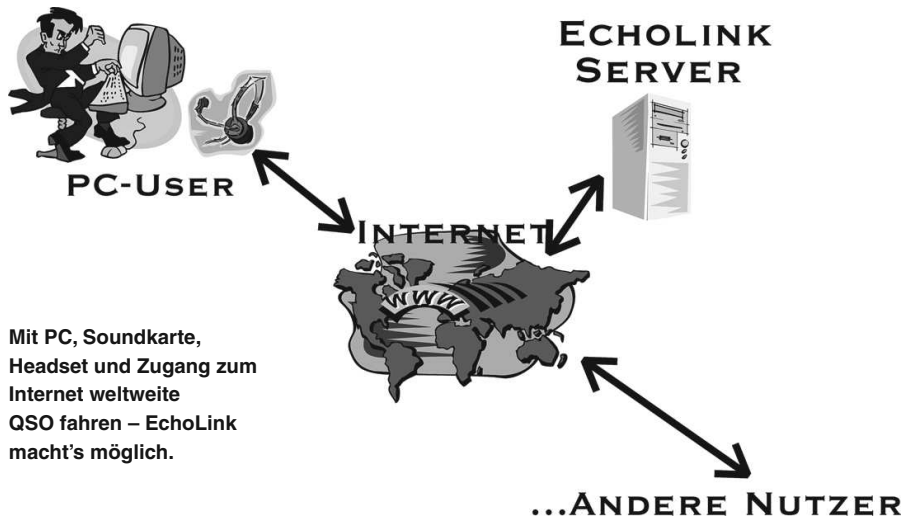 ECHOLINK
SERVER
PC-USER
INTERNET
WWW
Mit PC, Soundkarte,
Headset und Zugang zum
Internet weltweite
QSO fahren – EchoLink
macht’s möglich.
...ANDERE NUTZER